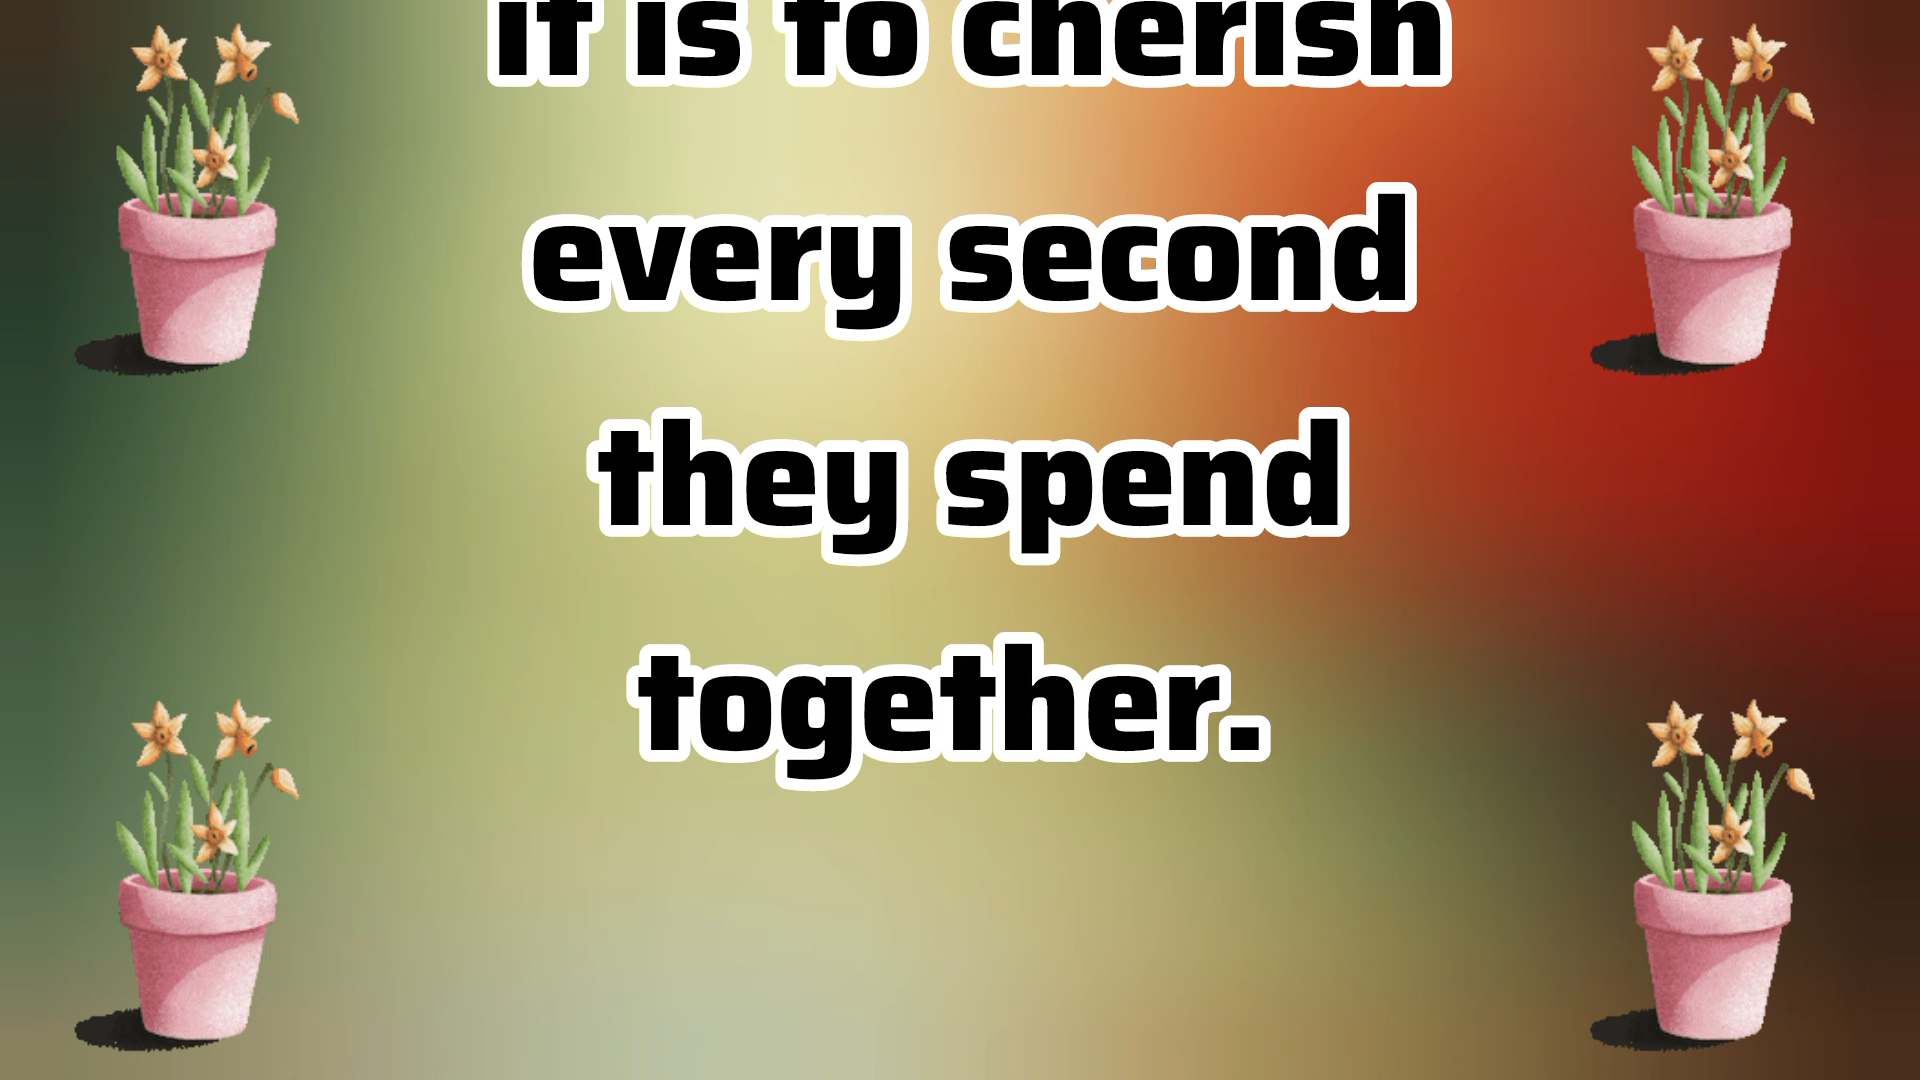 it is to cherish
every second
they spend
together.